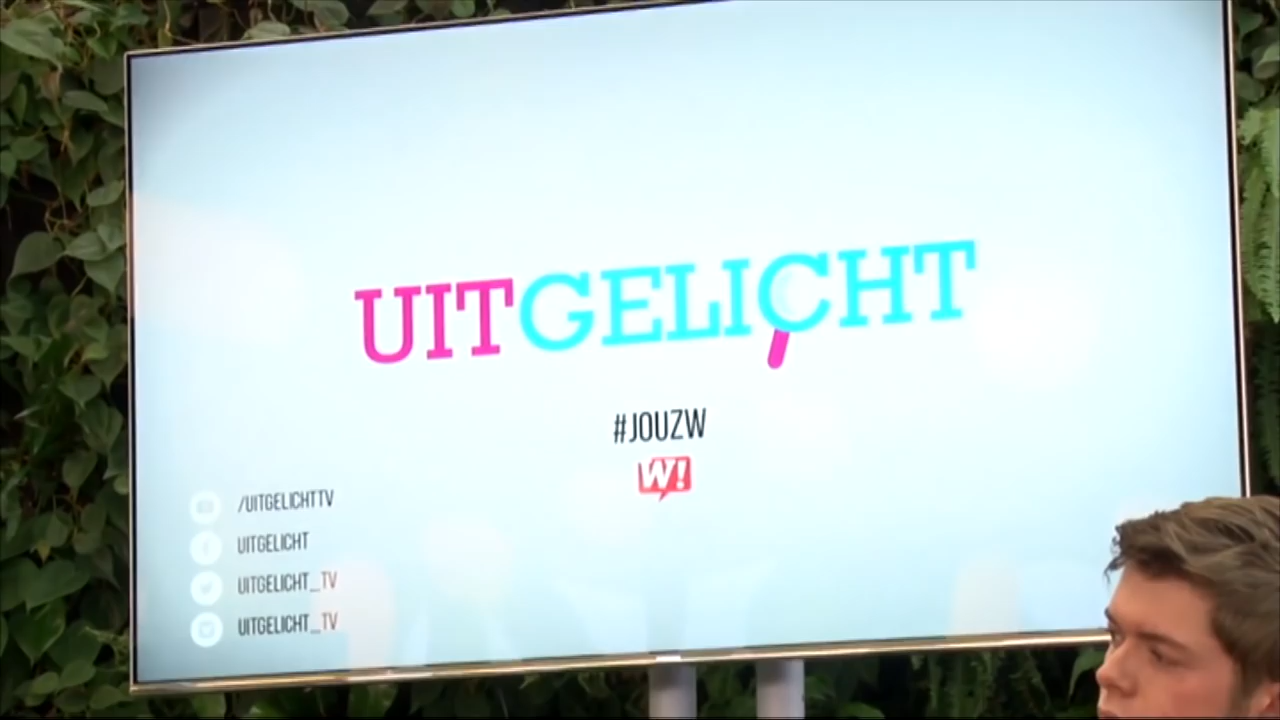 UITGELICHT
#JOUZW
W!
/UITGELICHTTV
UITGELICHT
UITGELICHT_TV
UITGELICHT_TV